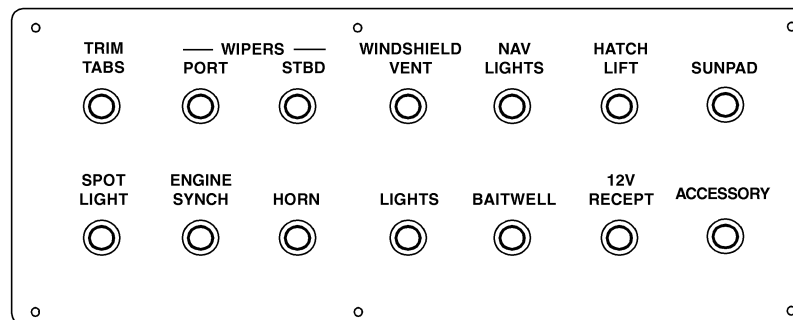 TRIM TABS
WIPERS
PORT
STBD
WINDSHIELD VENT
NAV LIGHTS
HATCH LIFT
SUNPAD
SPOT LIGHT
ENGINE SYNCH
HORN
LIGHTS
BAITWELL
12V RECEPT
ACCESSORY